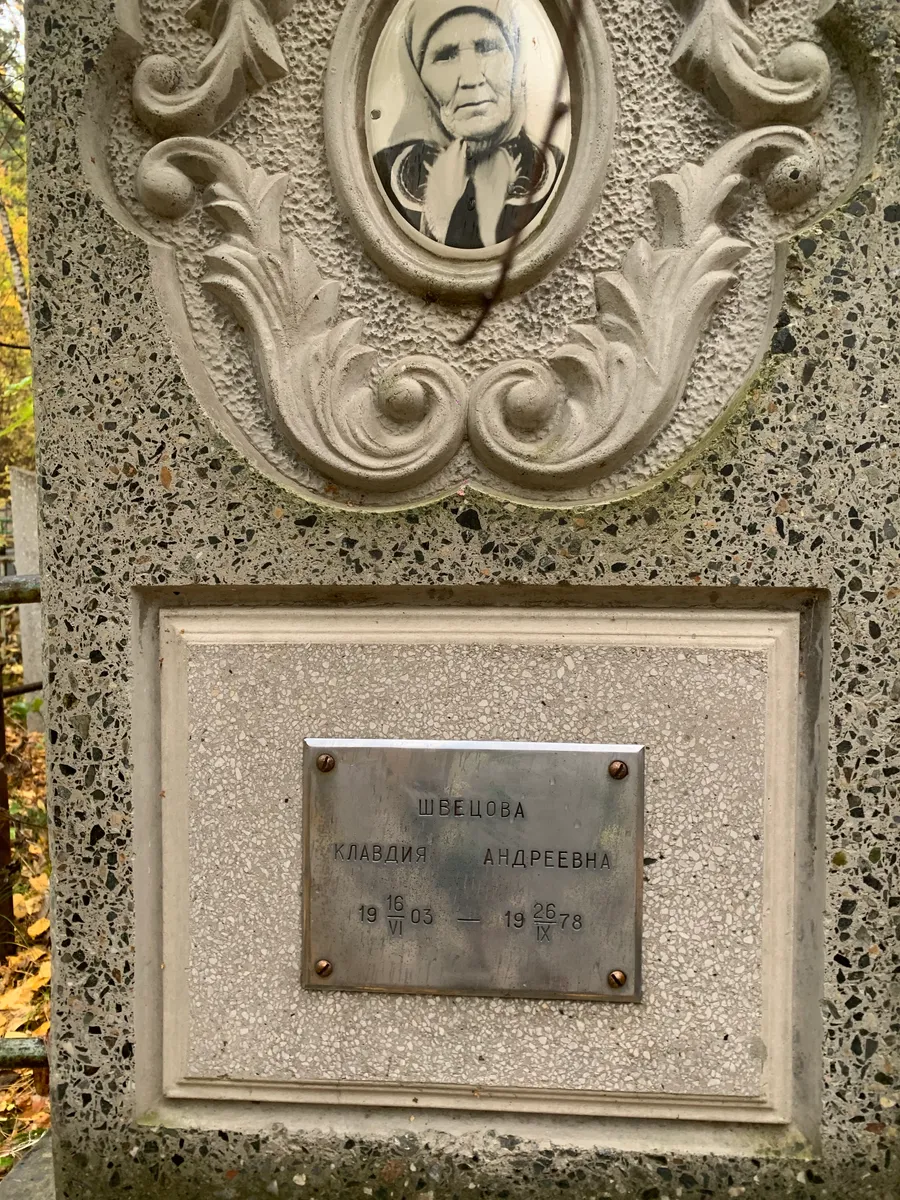 ШВЕЦОВА
КЛАВДИЯ АНДРЕЕВНА
19 16/VI 03 — 19 26/IX 78